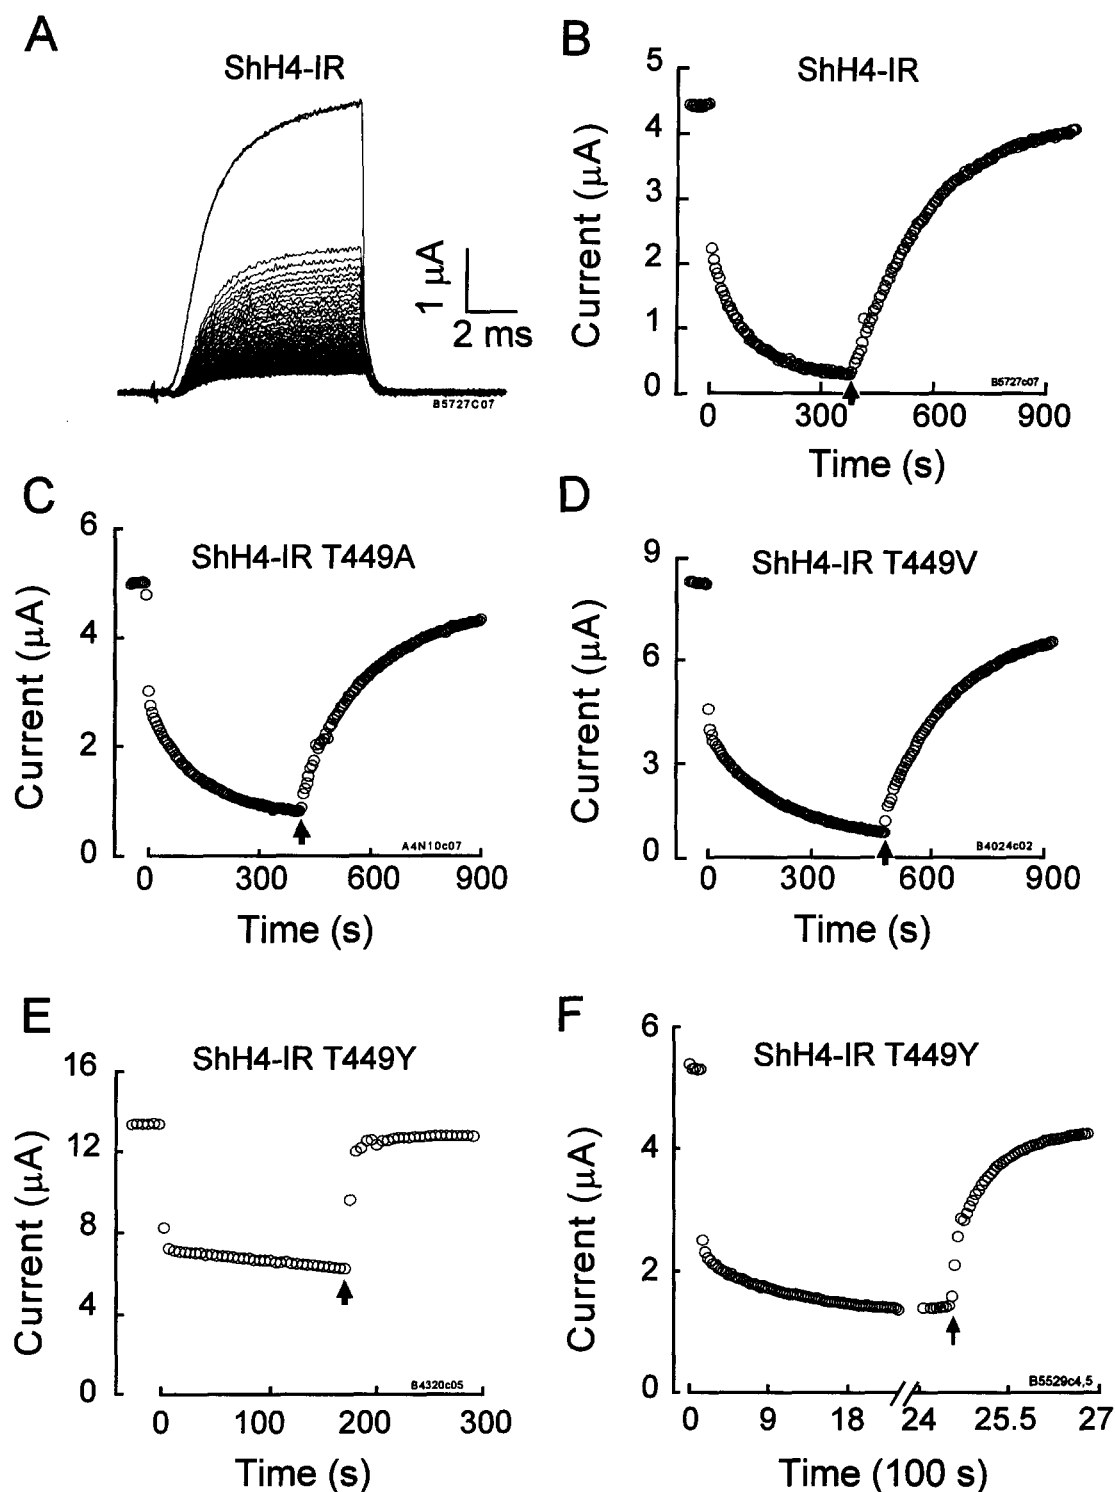 A
ShH4-IR
1 μA
2 ms
B5727C07
B
ShH4-IR
Current (μA)
5
4
3
2
1
0
B5727c07
0 300 600 900
Time (s)
C
ShH4-IR T449A
Current (μA)
6
4
2
0
A4N10c07
0 300 600 900
Time (s)
D
ShH4-IR T449V
Current (μA)
9
6
3
0
B4024c02
0 300 600 900
Time (s)
E
ShH4-IR T449Y
Current (μA)
16
12
8
4
0
B4320c05
0 100 200 300
Time (s)
F
ShH4-IR T449Y
Current (μA)
6
4
2
0
B5529c4,5
0 9 18 24 25.5 27
Time (100 s)